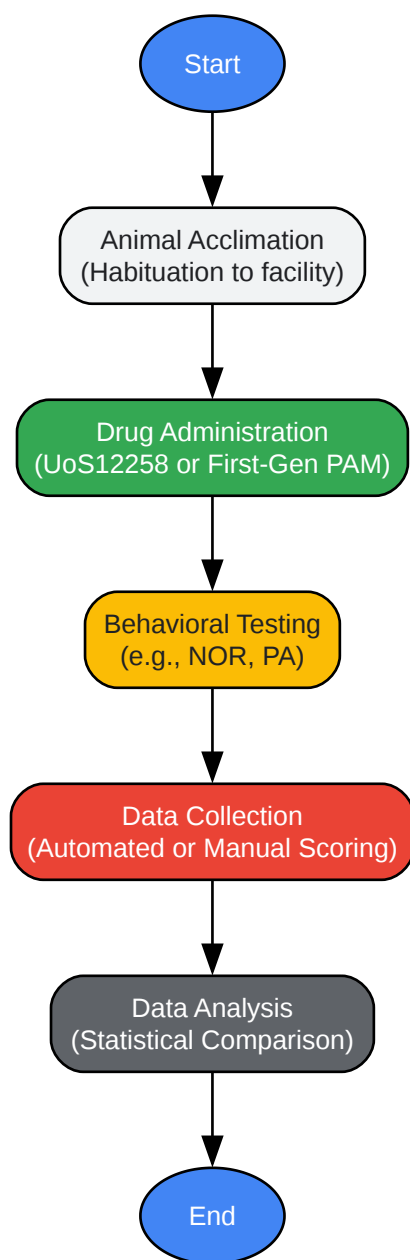 Start
Animal Acclimation
(Habituation to facility)
Drug Administration
(UoS12258 or First-Gen PAM)
Behavioral Testing
(e.g., NOR, PA)
Data Collection
(Automated or Manual Scoring)
Data Analysis
(Statistical Comparison)
End